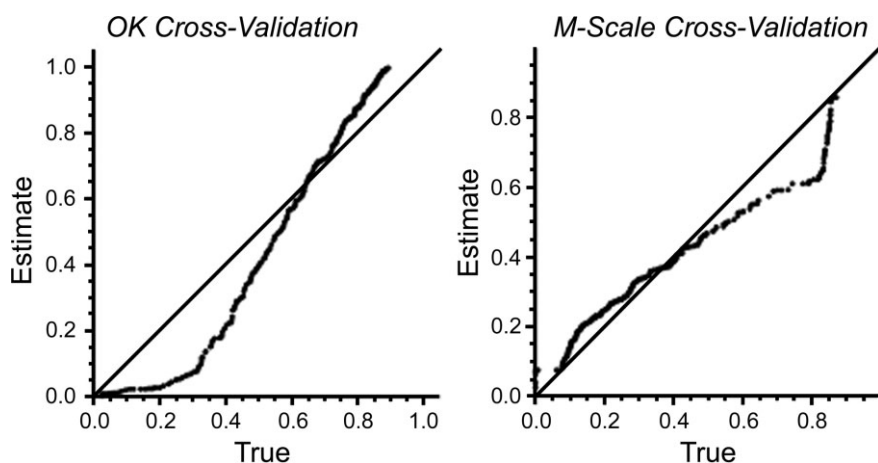 OK Cross-Validation
1.0
0.8
0.6
0.4
0.2
0.0
Estimate
0.0 0.2 0.4 0.6 0.8 1.0
True
M-Scale Cross-Validation
0.8
0.6
0.4
0.2
0.0
Estimate
0.0 0.2 0.4 0.6 0.8
True